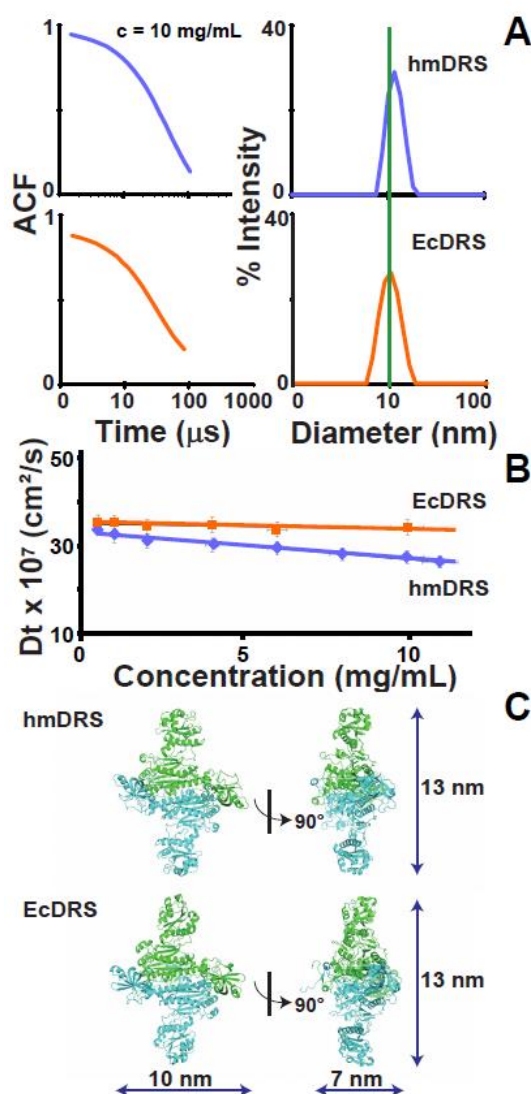 A
c = 10 mg/mL
1
0
ACF
40
0
% Intensity
hmDRS
1
0
40
0
EcDRS
0 10 100 1000
Time (μs)
0 10 100
Diameter (nm)
B
50
30
10
Dt x 10⁷ (cm²/s)
EcDRS
hmDRS
0 5 10
Concentration (mg/mL)
C
hmDRS
90°
13 nm
EcDRS
90°
13 nm
10 nm 7 nm